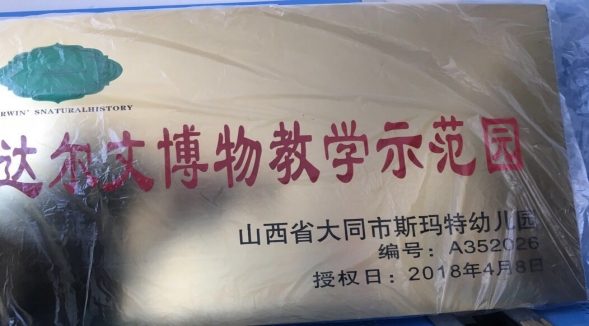 RWIN' SNATURALHISTORY
达尔文博物教学示范园
山西省大同市斯玛特幼儿园
编号：A352026
授权日：2018年4月8日